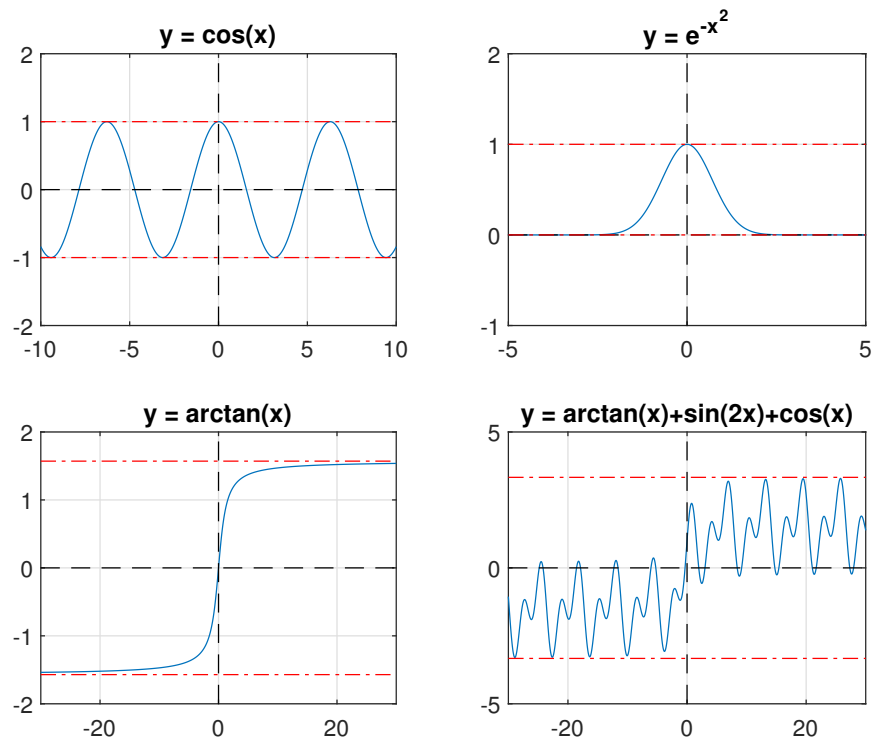 y = cos(x)
2
1
0
-1
-2
-10 -5 0 5 10
y = e^-x^2
2
1
0
-1
-5 0 5
y = arctan(x)
2
1
0
-1
-2
-20 0 20
y = arctan(x)+sin(2x)+cos(x)
5
0
-5
-20 0 20